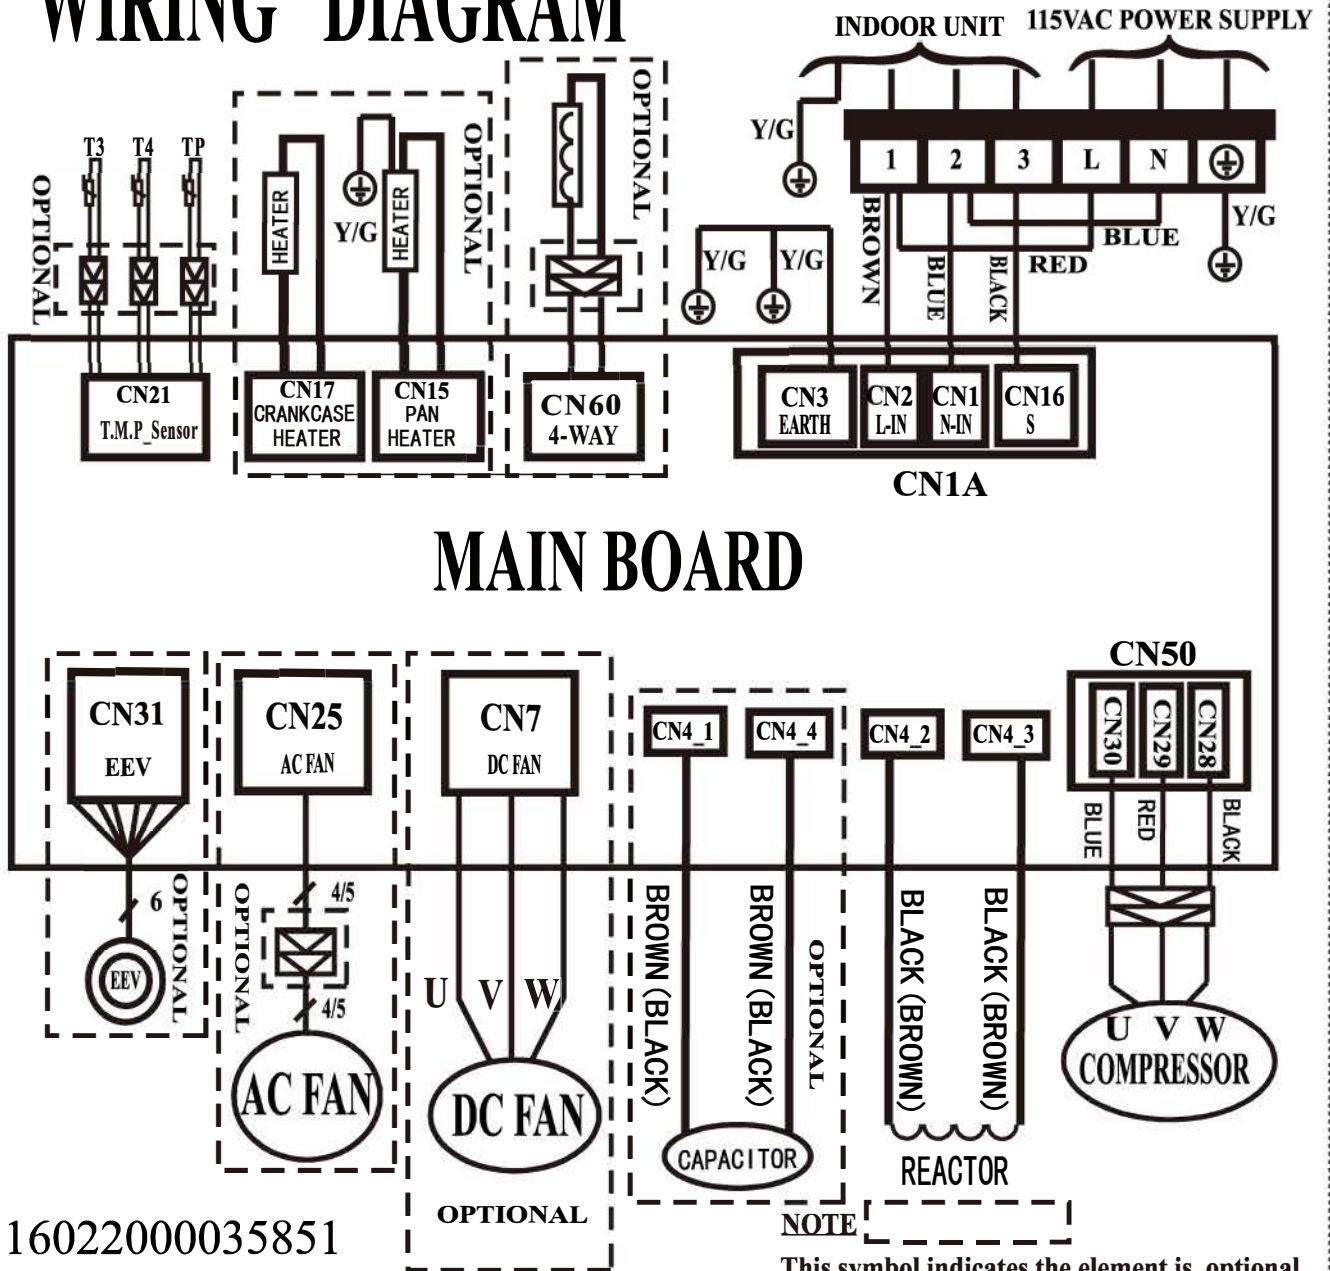 WIRING DIAGRAM
INDOOR UNIT
115VAC POWER SUPPLY
OPTIONAL
T3
T4
TP
OPTIONAL
HEATER
Y/G
HEATER
OPTIONAL
Y/G
1
2
3
L
N
Y/G
Y/G
Y/G
BROWN
BLUE
BLACK
RED
BLUE
CN21
T.M.P_Sensor
CN17
CRANKCASE
HEATER
CN15
PAN
HEATER
CN60
4-WAY
CN3
EARTH
CN2
L-IN
CN1
N-IN
CN16
S
CN1A
MAIN BOARD
CN31
EEV
CN25
AC FAN
CN7
DC FAN
CN4_1
CN4_4
CN4_2
CN4_3
CN50
CN30
CN29
CN28
BLUE
RED
BLACK
6
OPTIONAL
EEV
OPTIONAL
4/5
4/5
AC FAN
U
V
W
DC FAN
OPTIONAL
BROWN(BLACK)
BROWN(BLACK)
OPTIONAL
CAPACITOR
BLACK(BROWN)
BLACK(BROWN)
REACTOR
U V W
COMPRESSOR
16022000035851
NOTE
This symbol indicates the element is optional